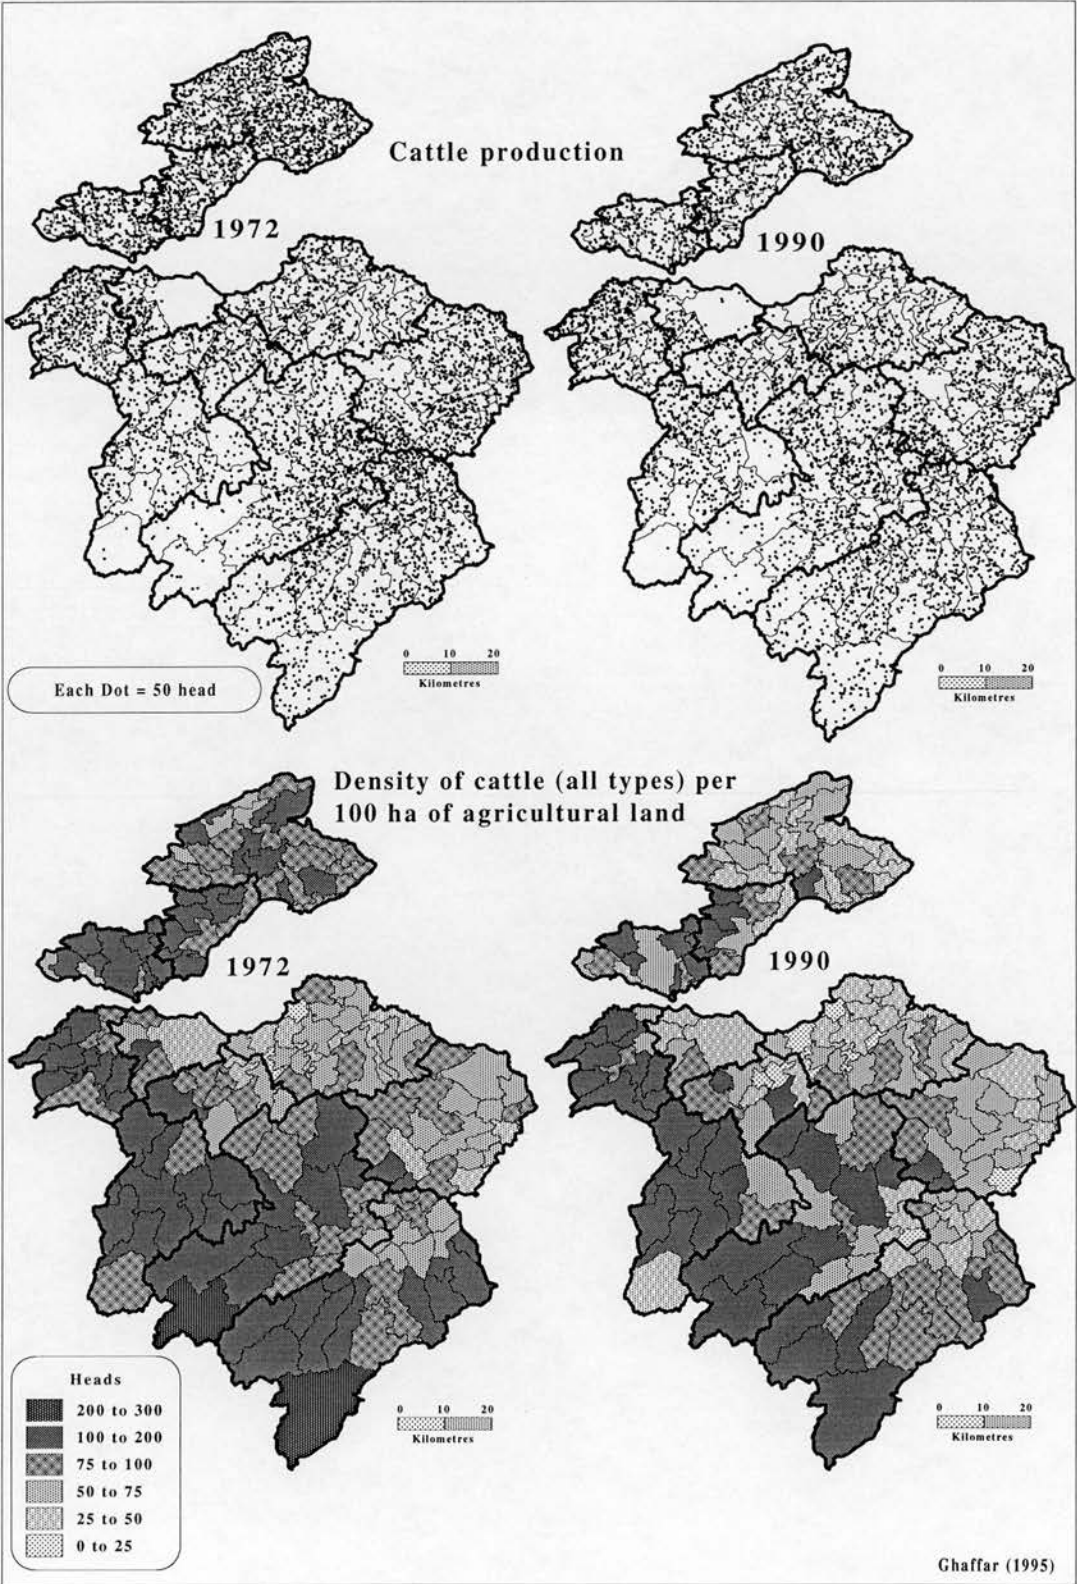 Cattle production
1972
1990
0 10 20
Kilometres
0 10 20
Kilometres
Each Dot = 50 head
Density of cattle (all types) per
100 ha of agricultural land
1972
1990
Heads
200 to 300
100 to 200
75 to 100
50 to 75
25 to 50
0 to 25
0 10 20
Kilometres
0 10 20
Kilometres
Ghaffar (1995)